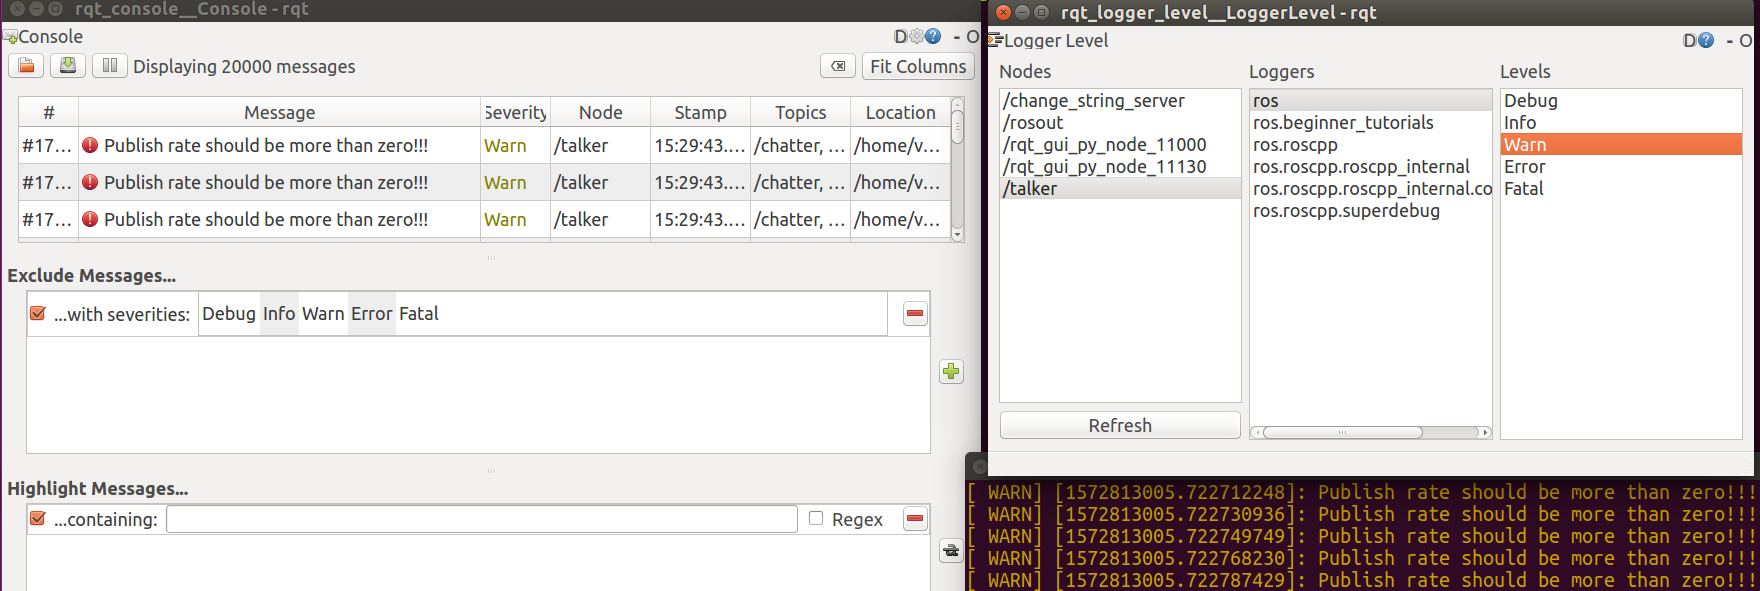 rqt_console__Console - rqt
Console
D
- O
Displaying 20000 messages
Fit Columns
# Message Severity Node Stamp Topics Location
#17... Publish rate should be more than zero!!! Warn /talker 15:29:43.... /chatter, ... /home/v...
#17... Publish rate should be more than zero!!! Warn /talker 15:29:43.... /chatter, ... /home/v...
#17... Publish rate should be more than zero!!! Warn /talker 15:29:43.... /chatter, ... /home/v...
Exclude Messages...
...with severities: Debug Info Warn Error Fatal
Highlight Messages...
...containing: Regex
rqt_logger_level__LoggerLevel - rqt
Logger Level
D
- O
Nodes
/change_string_server
/rosout
/rqt_gui_py_node_11000
/rqt_gui_py_node_11130
/talker
Refresh
Loggers
ros
ros.beginner_tutorials
ros.roscpp
ros.roscpp.roscpp_internal
ros.roscpp.roscpp_internal.co
ros.roscpp.superdebug
Levels
Debug
Info
Warn
Error
Fatal
[ WARN] [1572813005.722712248]: Publish rate should be more than zero!!!
[ WARN] [1572813005.722730936]: Publish rate should be more than zero!!!
[ WARN] [1572813005.722749749]: Publish rate should be more than zero!!!
[ WARN] [1572813005.722768230]: Publish rate should be more than zero!!!
[ WARN] [1572813005.722787429]: Publish rate should be more than zero!!!